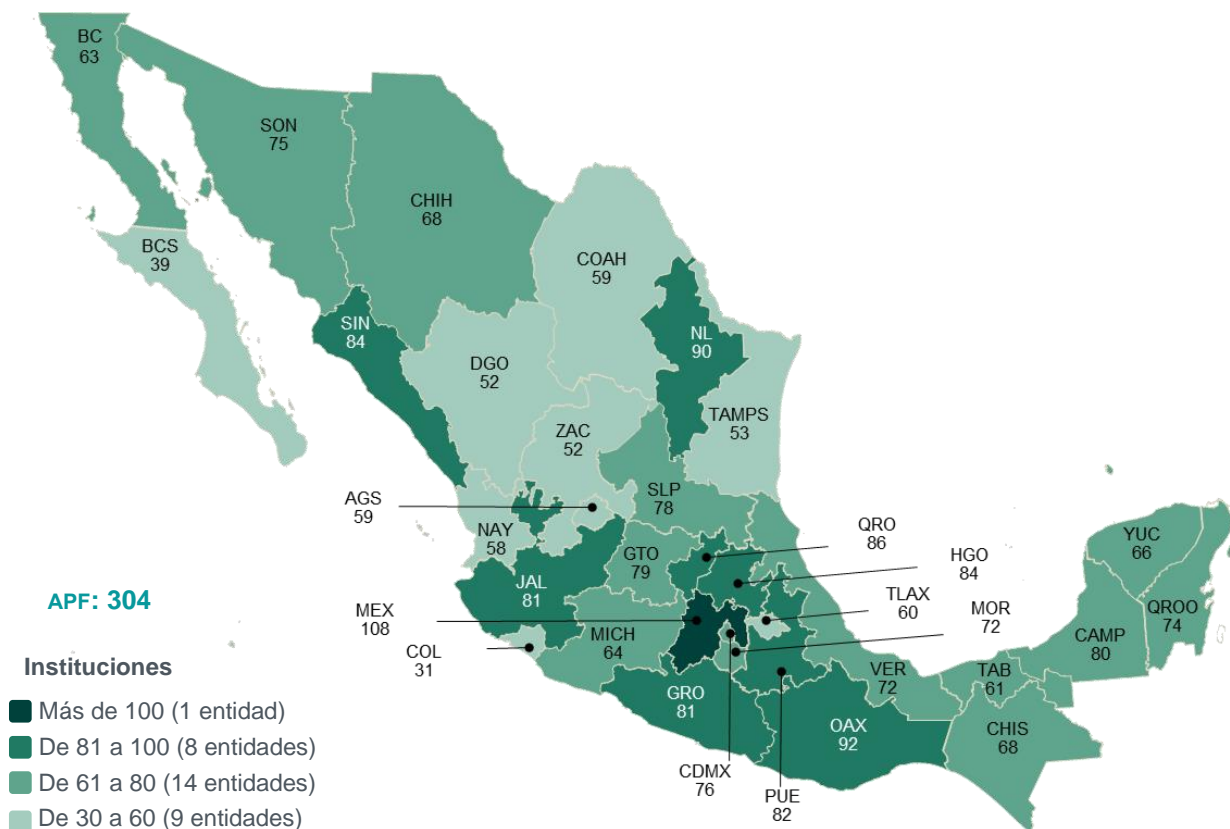 BC
63
SON
75
CHIH
68
BCS
39
COAH
59
SIN
84
NL
90
DGO
52
TAMPS
53
ZAC
52
AGS
59
SLP
78
NAY
58
GTO
79
QRO
86
HGO
84
YUC
66
JAL
81
TLAX
60
MOR
72
QROO
74
APF: 304
MEX
108
MICH
64
COL
31
CAMP
80
VER
72
TAB
61
GRO
81
OAX
92
CHIS
68
CDMX
76
PUE
82
Instituciones
Más de 100 (1 entidad)
De 81 a 100 (8 entidades)
De 61 a 80 (14 entidades)
De 30 a 60 (9 entidades)